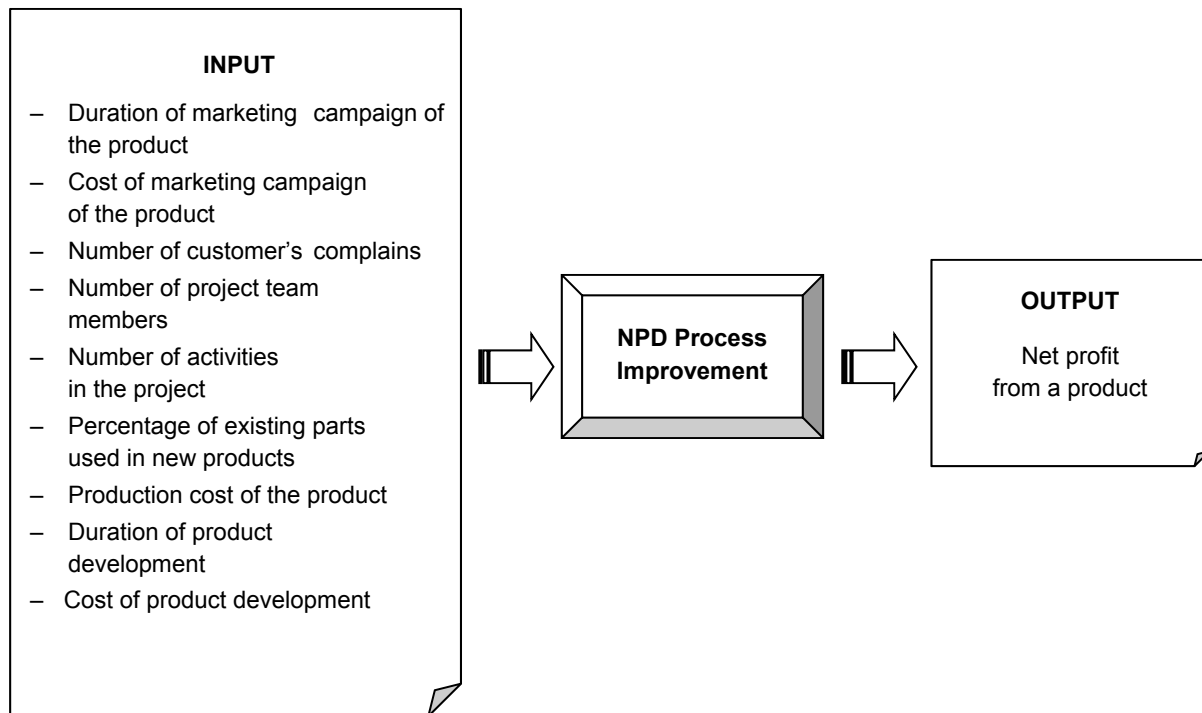 INPUT
– Duration of marketing campaign of
the product
– Cost of marketing campaign
of the product
– Number of customer's complains
– Number of project team
members
– Number of activities
in the project
– Percentage of existing parts
used in new products
– Production cost of the product
– Duration of product
development
– Cost of product development
NPD Process
Improvement
OUTPUT
Net profit
from a product